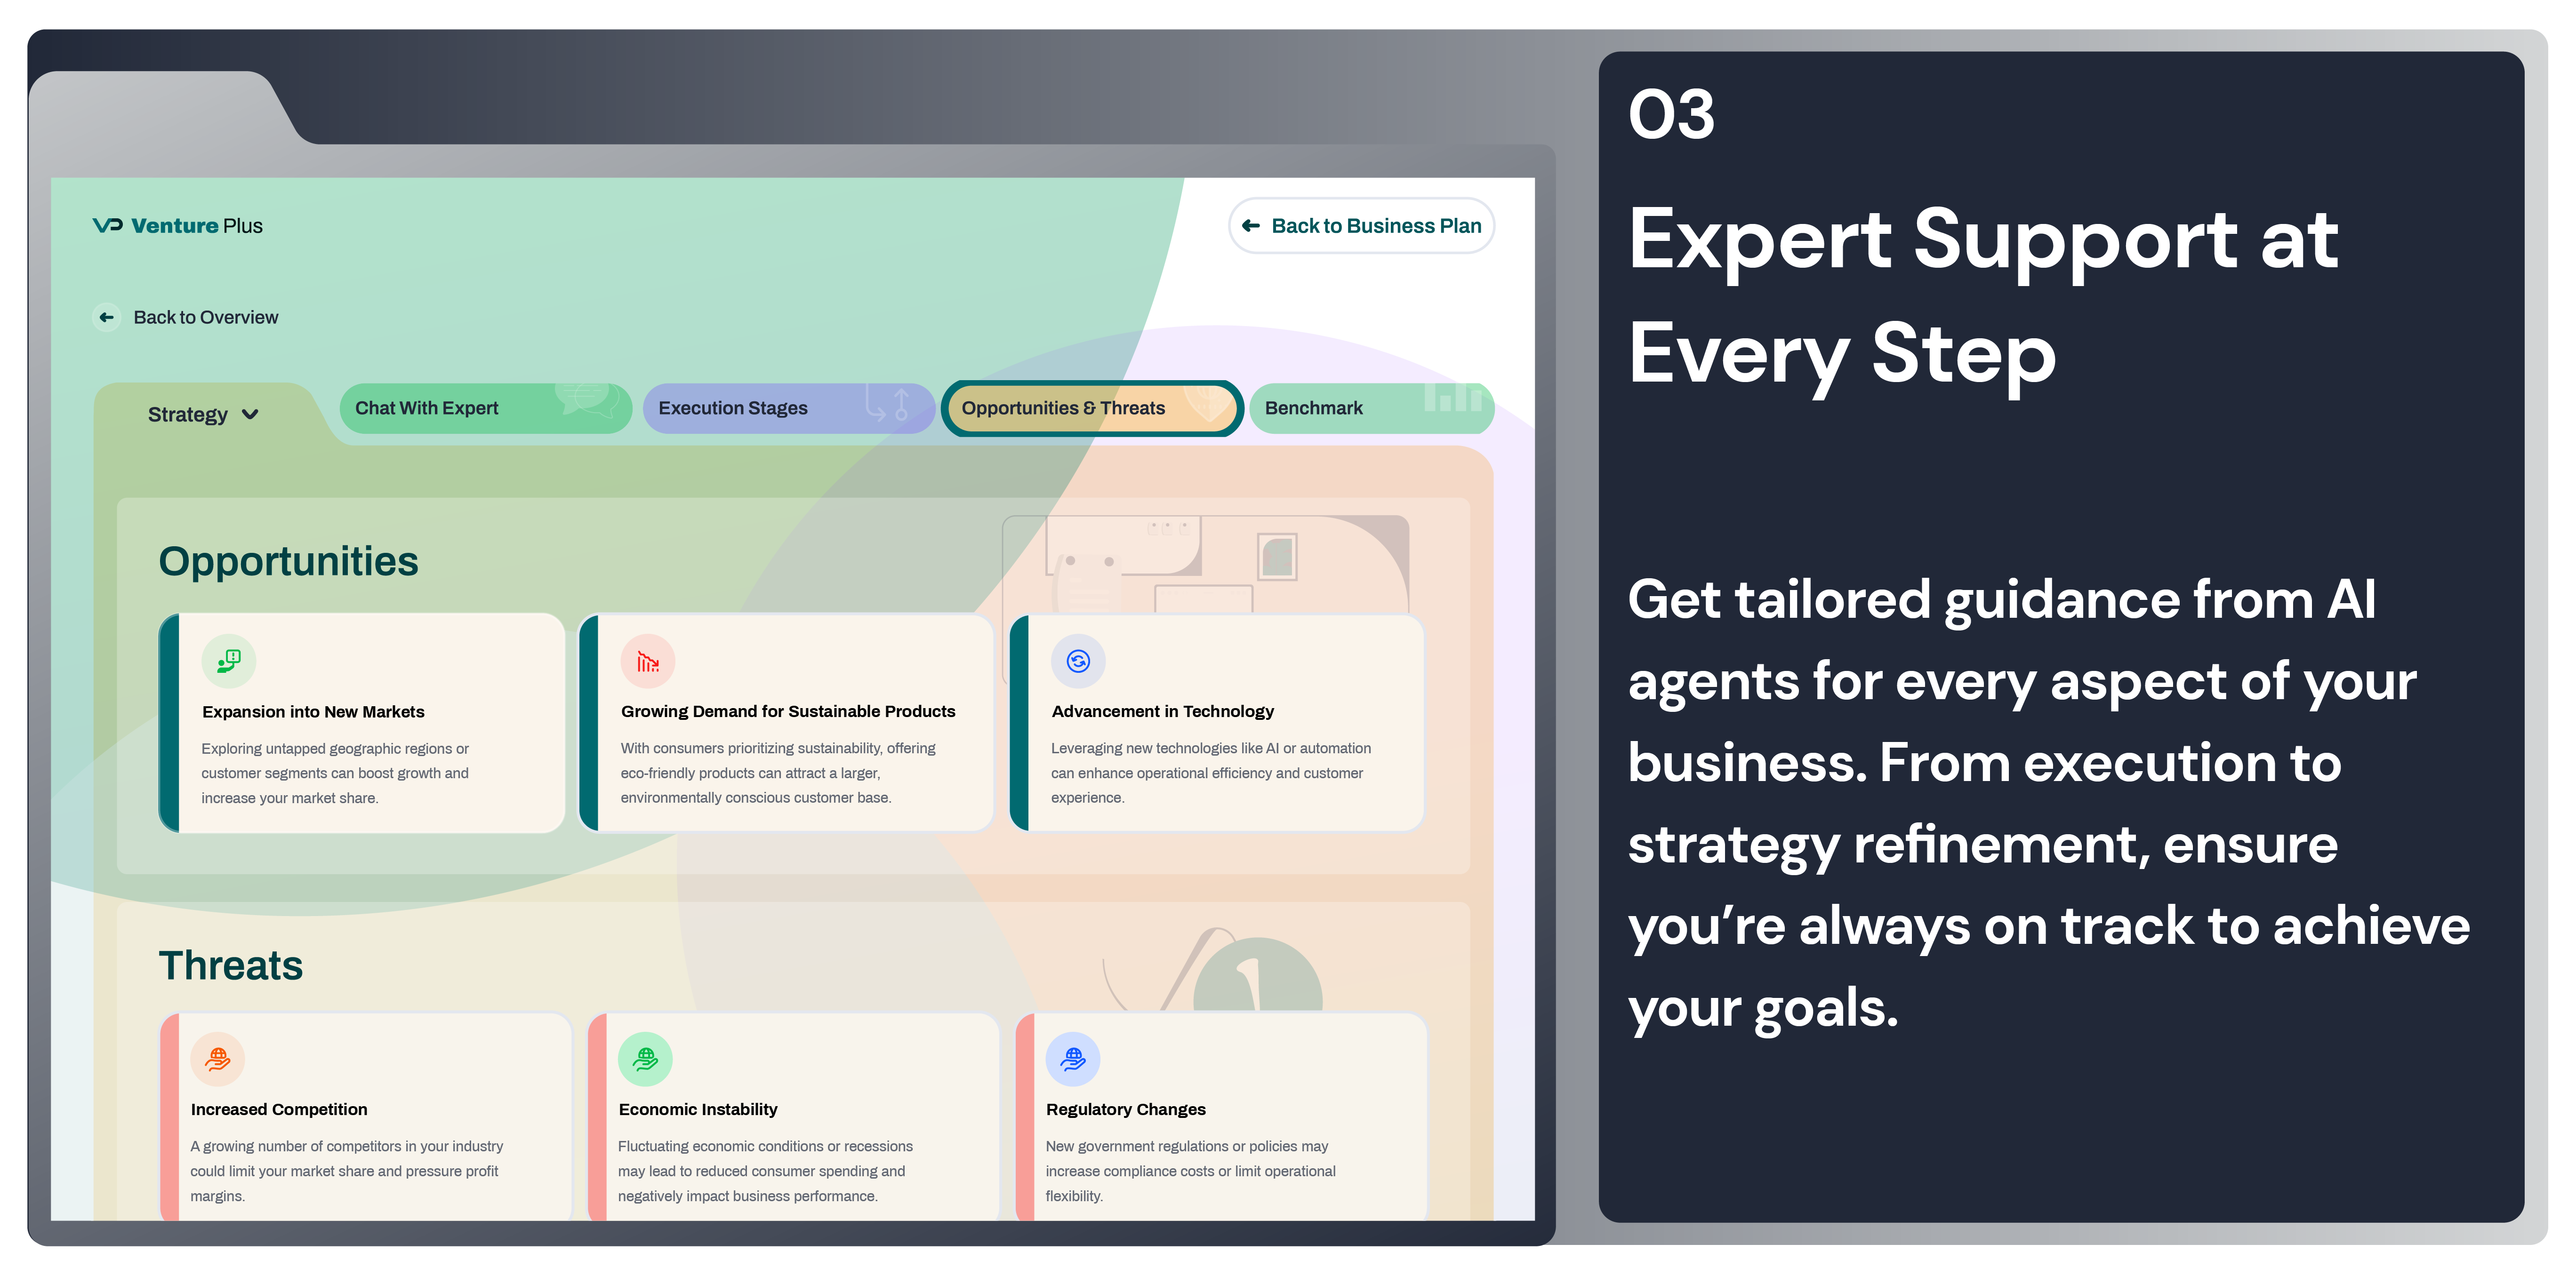 Venture Plus
Back to Business Plan
Back to Overview
Strategy
Chat With Expert
Execution Stages
Opportunities & Threats
Benchmark
Opportunities
Expansion into New Markets
Exploring untapped geographic regions or
customer segments can boost growth and
increase your market share.
Growing Demand for Sustainable Products
With consumers prioritizing sustainability, offering
eco-friendly products can attract a larger,
environmentally conscious customer base.
Advancement in Technology
Leveraging new technologies like AI or automation
can enhance operational efficiency and customer
experience.
Threats
Increased Competition
A growing number of competitors in your industry
could limit your market share and pressure profit
margins.
Economic Instability
Fluctuating economic conditions or recessions
may lead to reduced consumer spending and
negatively impact business performance.
Regulatory Changes
New government regulations or policies may
increase compliance costs or limit operational
flexibility.
03
Expert Support at
Every Step
Get tailored guidance from AI
agents for every aspect of your
business. From execution to
strategy refinement, ensure
you’re always on track to achieve
your goals.